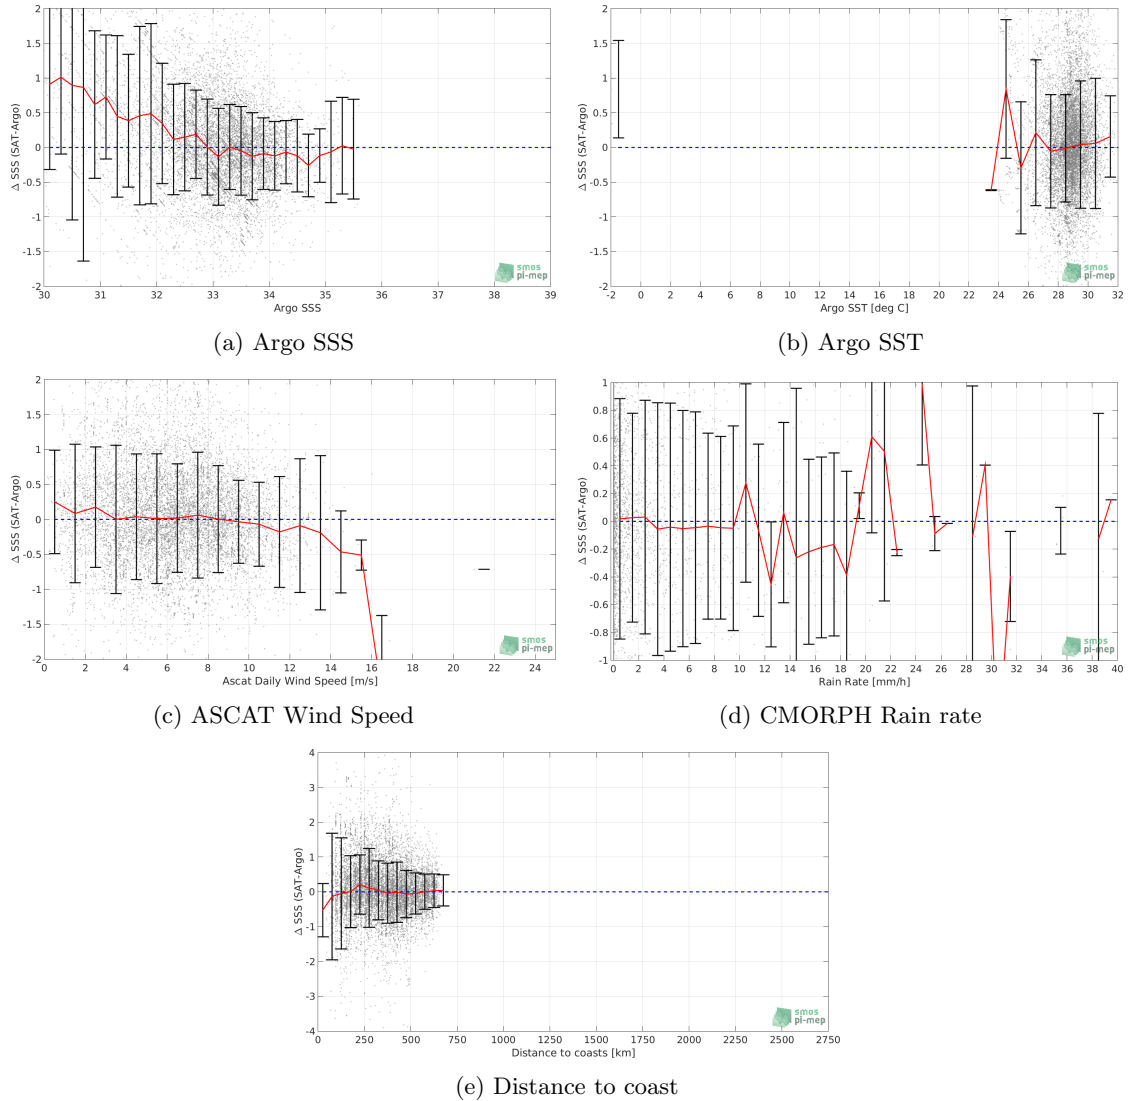 2
1.5
1
0.5
0
-0.5
-1
-1.5
-2
Δ SSS (SAT-Argo)
30 31 32 33 34 35 36 37 38 39
Argo SSS
smos
pi-mep
(a) Argo SSS
2
1.5
1
0.5
0
-0.5
-1
-1.5
-2
Δ SSS (SAT-Argo)
-2 0 2 4 6 8 10 12 14 16 18 20 22 24 26 28 30 32
Argo SST [deg C]
smos
pi-mep
(b) Argo SST
2
1.5
1
0.5
0
-0.5
-1
-1.5
-2
Δ SSS (SAT-Argo)
0 2 4 6 8 10 12 14 16 18 20 22 24
Ascat Daily Wind Speed [m/s]
smos
pi-mep
(c) ASCAT Wind Speed
1
0.8
0.6
0.4
0.2
0
-0.2
-0.4
-0.6
-0.8
-1
Δ SSS (SAT-Argo)
0 2 4 6 8 10 12 14 16 18 20 22 24 26 28 30 32 34 36 38 40
Rain Rate [mm/h]
smos
pi-mep
(d) CMORPH Rain rate
4
3
2
1
0
-1
-2
-3
-4
Δ SSS (SAT-Argo)
0 250 500 750 1000 1250 1500 1750 2000 2250 2500 2750
Distance to coasts [km]
smos
pi-mep
(e) Distance to coast